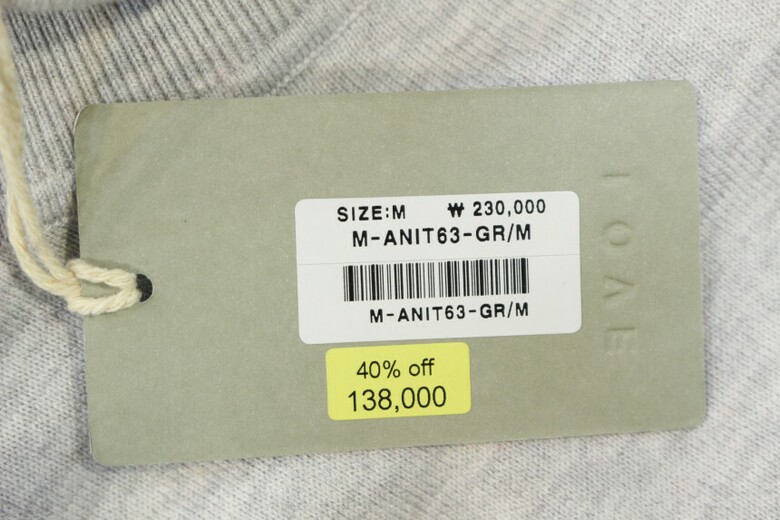 SIZE:M ₩ 230,000
M-ANIT63-GR/M
M-ANIT63-GR/M
40% off
138,000